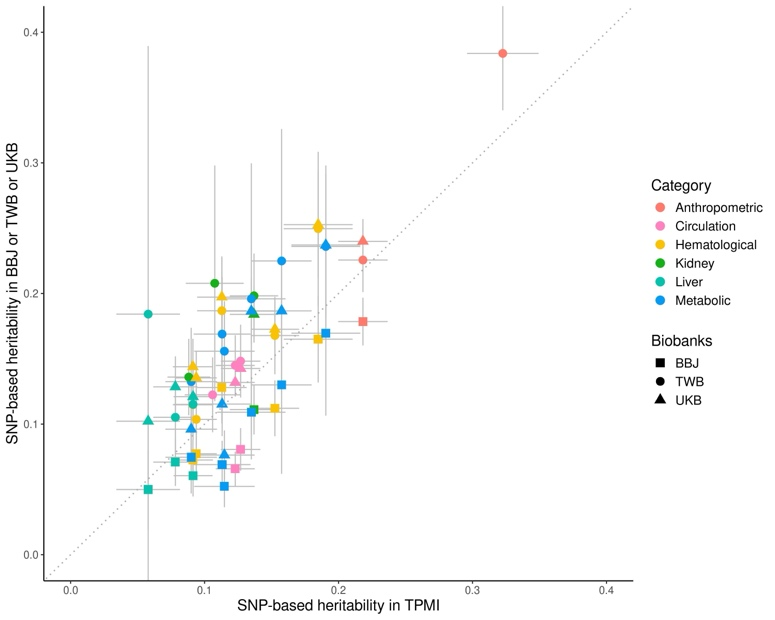 SNP-based heritability in BBJ or TWB or UKB
0.4
0.3
0.2
0.1
0.0
0.0 0.1 0.2 0.3 0.4
SNP-based heritability in TPMI
Category
Anthropometric
Circulation
Hematological
Kidney
Liver
Metabolic
Biobanks
BBJ
TWB
UKB